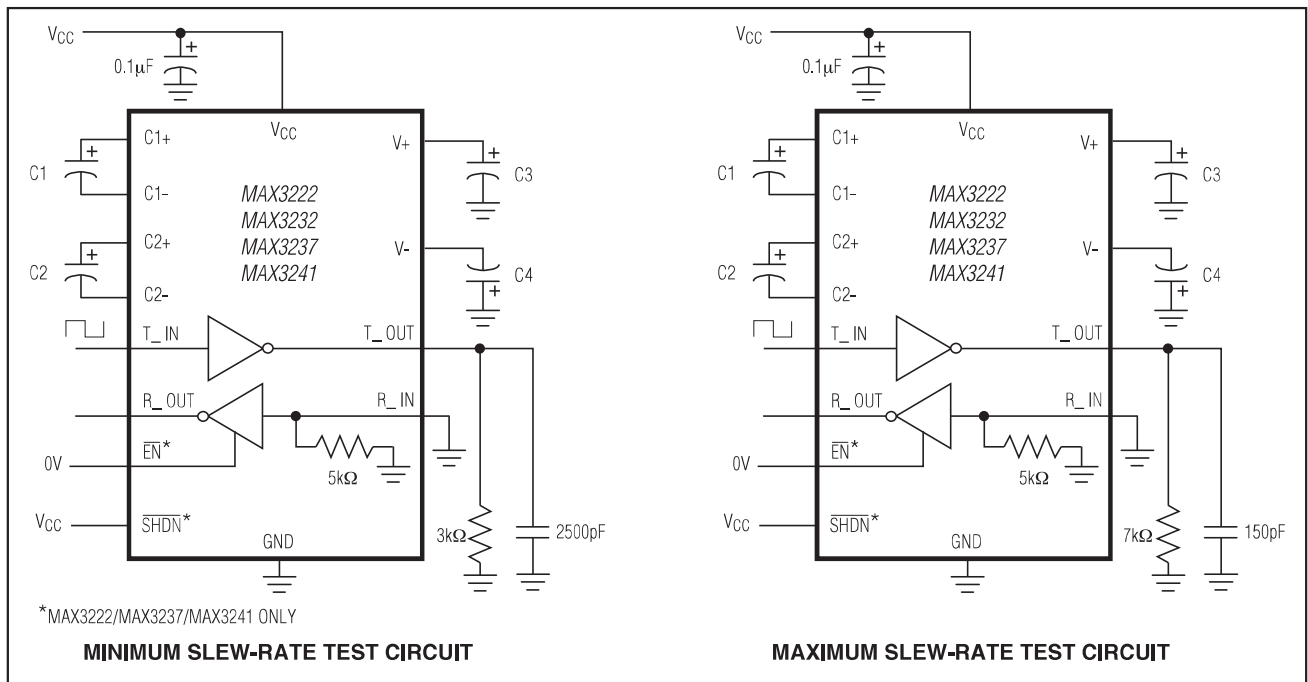 VCC
0.1µF
+
VCC
C1+
C1
+
C1-
V+
+
C3
MAX3222
MAX3232
MAX3237
MAX3241
C2+
C2
+
C2-
V-
C4
+
T_IN
T_OUT
R_OUT
R_IN
EN*
0V
5kΩ
VCC
SHDN*
GND
3kΩ
2500pF
*MAX3222/MAX3237/MAX3241 ONLY
MINIMUM SLEW-RATE TEST CIRCUIT
VCC
0.1µF
+
VCC
C1+
C1
+
C1-
V+
+
C3
MAX3222
MAX3232
MAX3237
MAX3241
C2+
C2
+
C2-
V-
C4
+
T_IN
T_OUT
R_OUT
R_IN
EN*
0V
5kΩ
VCC
SHDN*
GND
7kΩ
150pF
MAXIMUM SLEW-RATE TEST CIRCUIT